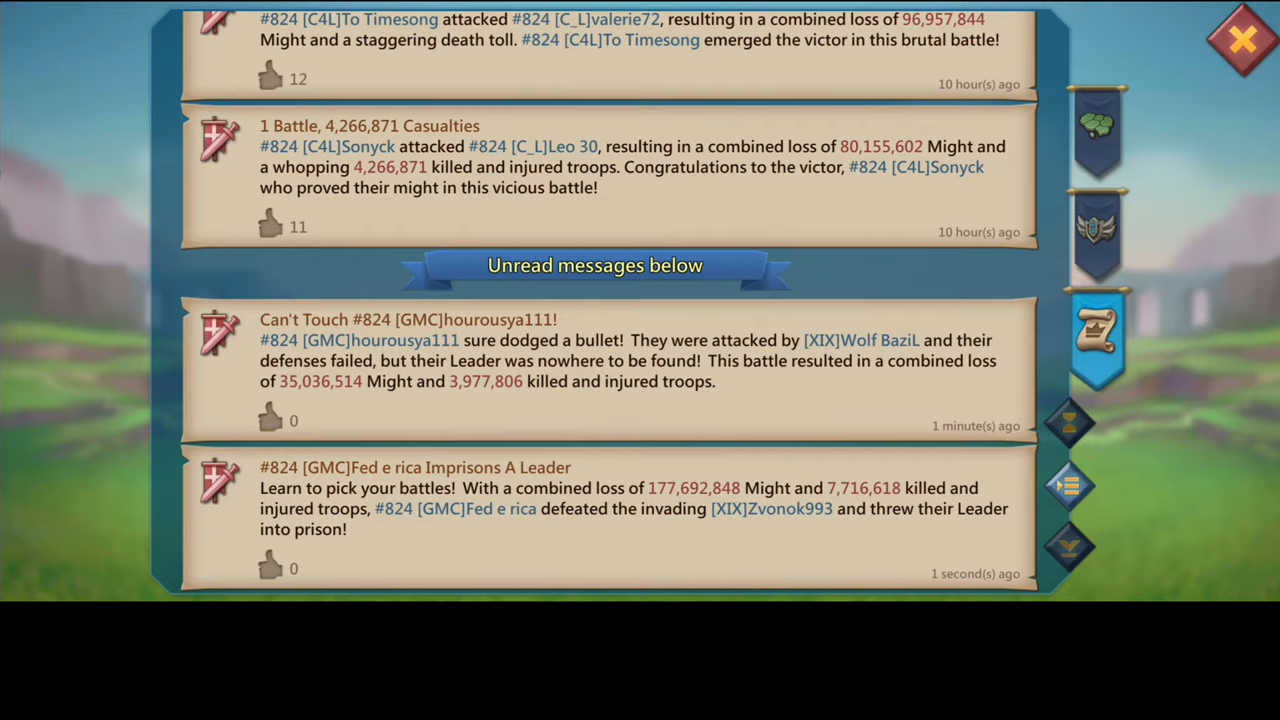 #824 [C4L]To Timesong attacked #824 [C_L]valerie72, resulting in a combined loss of 96,957,844
Might and a staggering death toll. #824 [C4L]To Timesong emerged the victor in this brutal battle!
12
10 hour(s) ago
1 Battle, 4,266,871 Casualties
#824 [C4L]Sonyck attacked #824 [C_L]Leo 30, resulting in a combined loss of 80,155,602 Might and
a whopping 4,266,871 killed and injured troops. Congratulations to the victor, #824 [C4L]Sonyck
who proved their might in this vicious battle!
11
10 hour(s) ago
Unread messages below
Can't Touch #824 [GMC]hourousya111!
#824 [GMC]hourousya111 sure dodged a bullet! They were attacked by [XIX]Wolf BaziL and their
defenses failed, but their Leader was nowhere to be found! This battle resulted in a combined loss
of 35,036,514 Might and 3,977,806 killed and injured troops.
0
1 minute(s) ago
#824 [GMC]Fed e rica Imprisons A Leader
Learn to pick your battles! With a combined loss of 177,692,848 Might and 7,716,618 killed and
injured troops, #824 [GMC]Fed e rica defeated the invading [XIX]Zvonok993 and threw their Leader
into prison!
0
1 second(s) ago